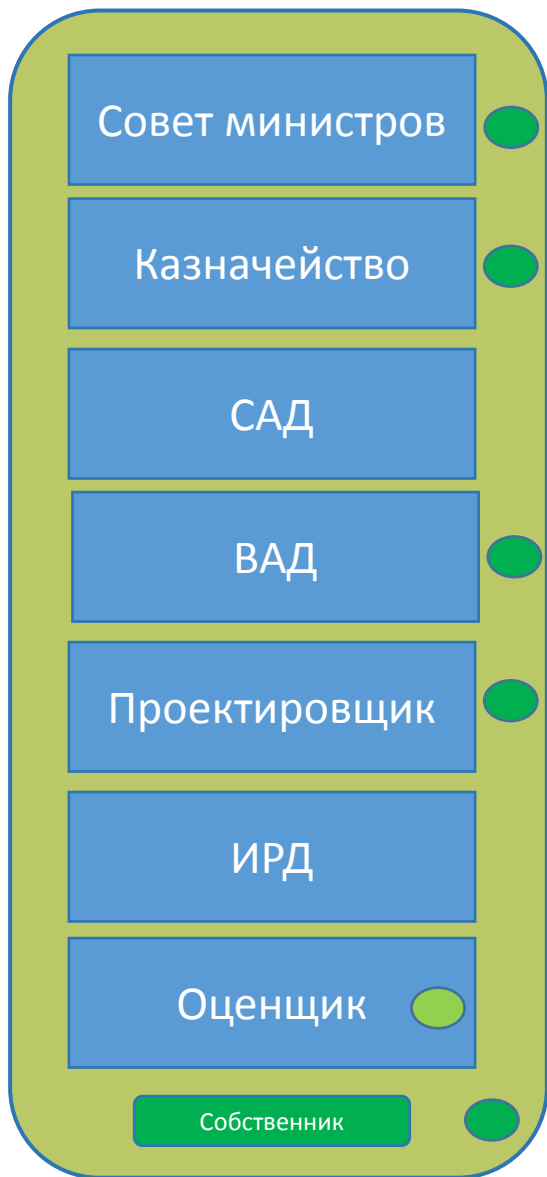 Совет министров
Казначейство
САД
ВАД
Проектировщик
ИРД
Оценщик
Собственник